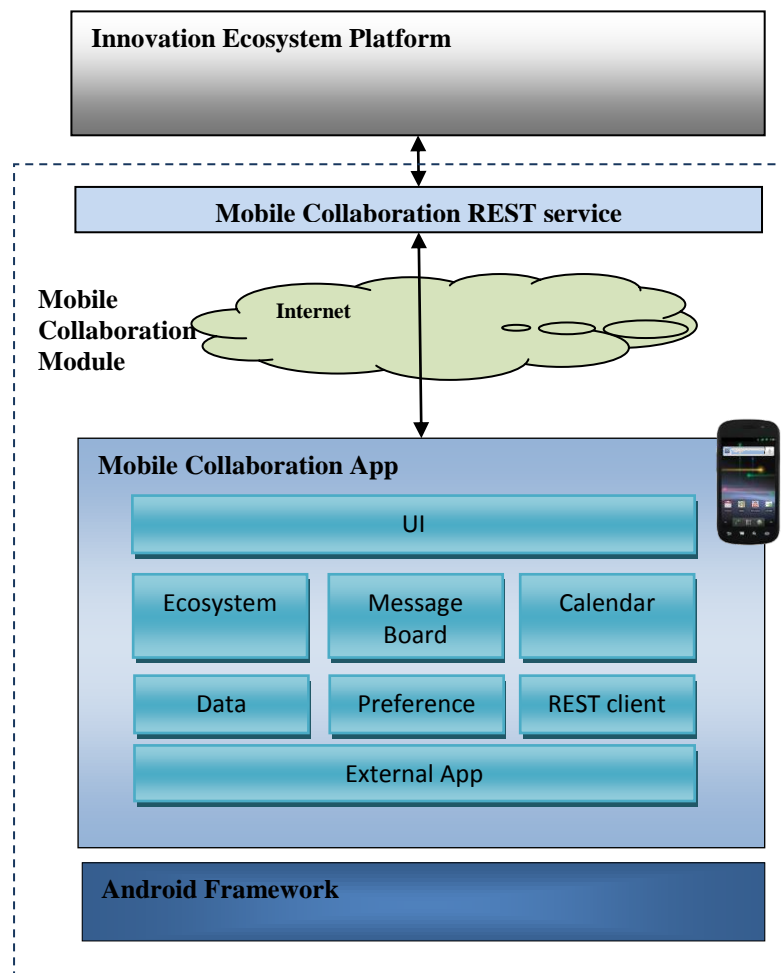 Innovation Ecosystem Platform
Mobile Collaboration REST service
Mobile
Collaboration
Module
Internet
Mobile Collaboration App
UI
Ecosystem
Message
Board
Calendar
Data
Preference
REST client
External App
Android Framework